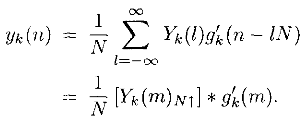 y_k(n) = \frac{1}{N} \sum_{l=-\infty}^{\infty} Y_k(l) g'_k(n - lN)
= \frac{1}{N} [Y_k(m)_{N\uparrow}] * g'_k(m).